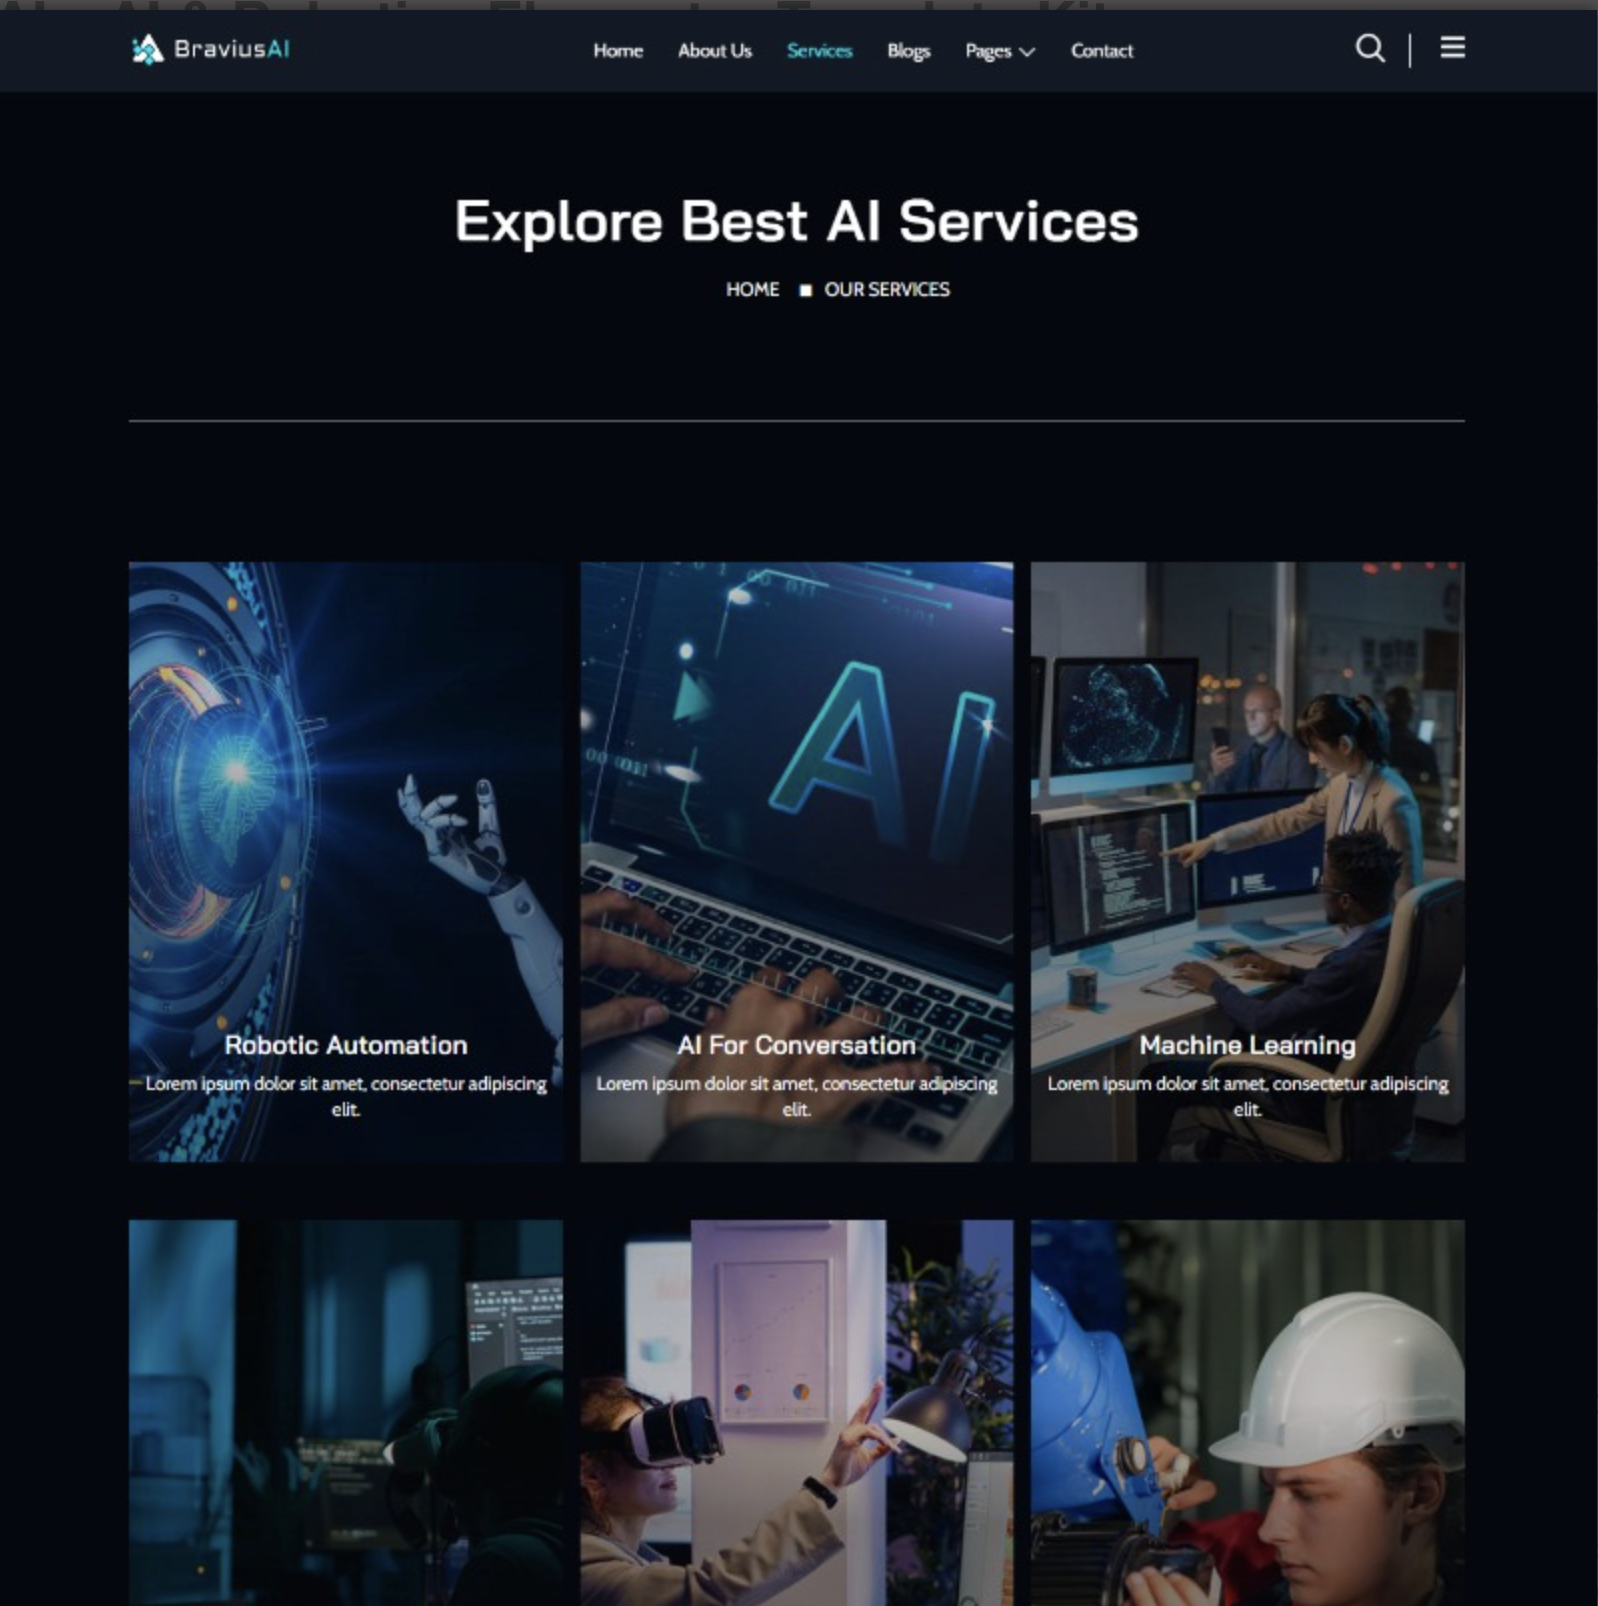 BraviusAI
Home About Us Services Blogs Pages Contact
Explore Best AI Services
HOME OUR SERVICES
AI
Robotic Automation
Lorem ipsum dolor sit amet, consectetur adipiscing
elit.
AI For Conversation
Lorem ipsum dolor sit amet, consectetur adipiscing
elit.
Machine Learning
Lorem ipsum dolor sit amet, consectetur adipiscing
elit.